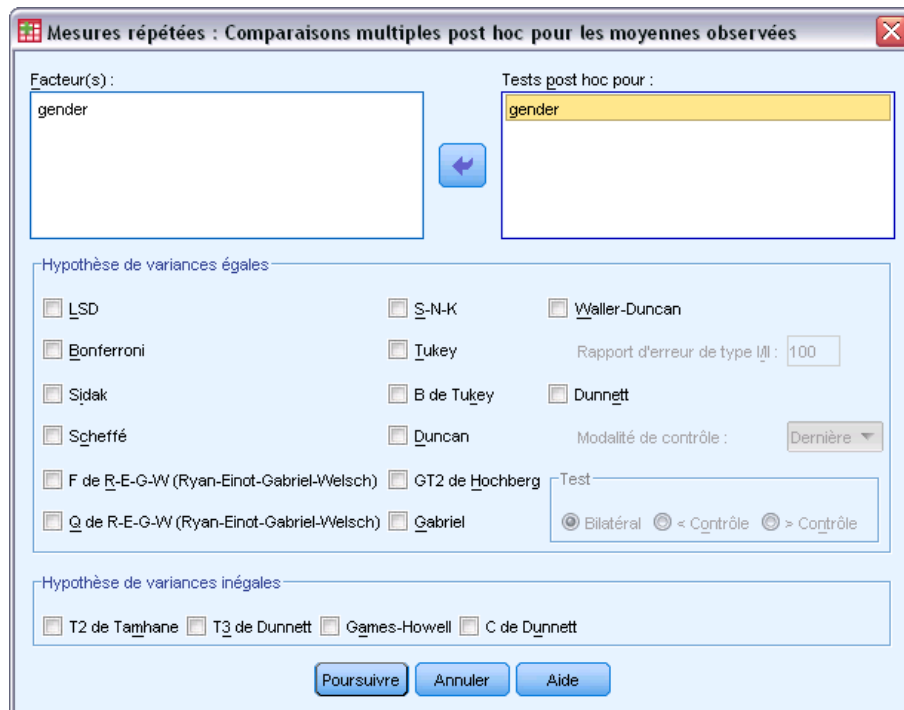 Mesures répétées : Comparaisons multiples post hoc pour les moyennes observées
Facteur(s) :
gender
Tests post hoc pour :
gender
Hypothèse de variances égales
LSD
S-N-K
Waller-Duncan
Bonferroni
Tukey
Rapport d'erreur de type I/II : 100
Sidak
B de Tukey
Dunnett
Scheffé
Duncan
Modalité de contrôle : Dernière
F de R-E-G-W (Ryan-Einot-Gabriel-Welsch)
GT2 de Hochberg
Test
Q de R-E-G-W (Ryan-Einot-Gabriel-Welsch)
Gabriel
Bilatéral < Contrôle > Contrôle
Hypothèse de variances inégales
T2 de Tamhane T3 de Dunnett Games-Howell C de Dunnett
Poursuivre Annuler Aide